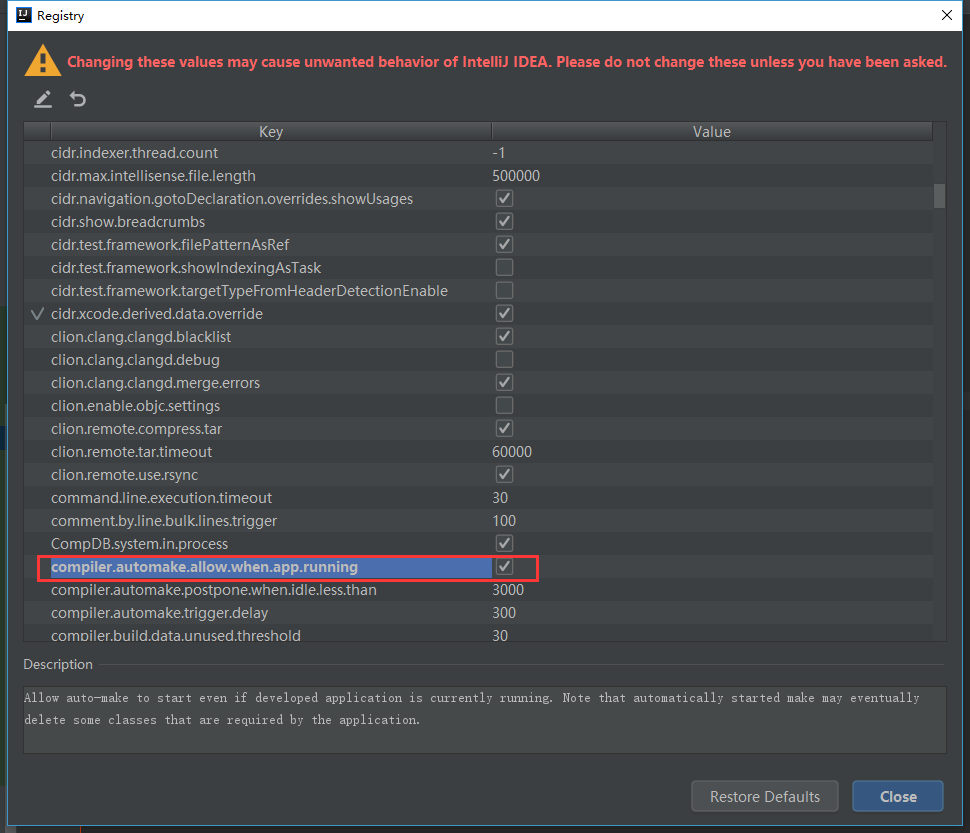 Registry
Changing these values may cause unwanted behavior of IntelliJ IDEA. Please do not change these unless you have been asked.
Key Value
cidr.indexer.thread.count -1
cidr.max.intellisense.file.length 500000
cidr.navigation.gotoDeclaration.overrides.showUsages
cidr.show.breadcrumbs
cidr.test.framework.filePatternAsRef
cidr.test.framework.showIndexingAsTask
cidr.test.framework.targetTypeFromHeaderDetectionEnable
cidr.xcode.derived.data.override
clion.clang.clangd.blacklist
clion.clang.clangd.debug
clion.clang.clangd.merge.errors
clion.enable.objc.settings
clion.remote.compress.tar
clion.remote.tar.timeout 60000
clion.remote.use.rsync
command.line.execution.timeout 30
comment.by.line.bulk.lines.trigger 100
CompDB.system.in.process
compiler.automake.allow.when.app.running
compiler.automake.postpone.when.idle.less.than 3000
compiler.automake.trigger.delay 300
compiler.build.data.unused.threshold 30
Description
Allow auto-make to start even if developed application is currently running. Note that automatically started make may eventually
delete some classes that are required by the application.
Restore Defaults Close